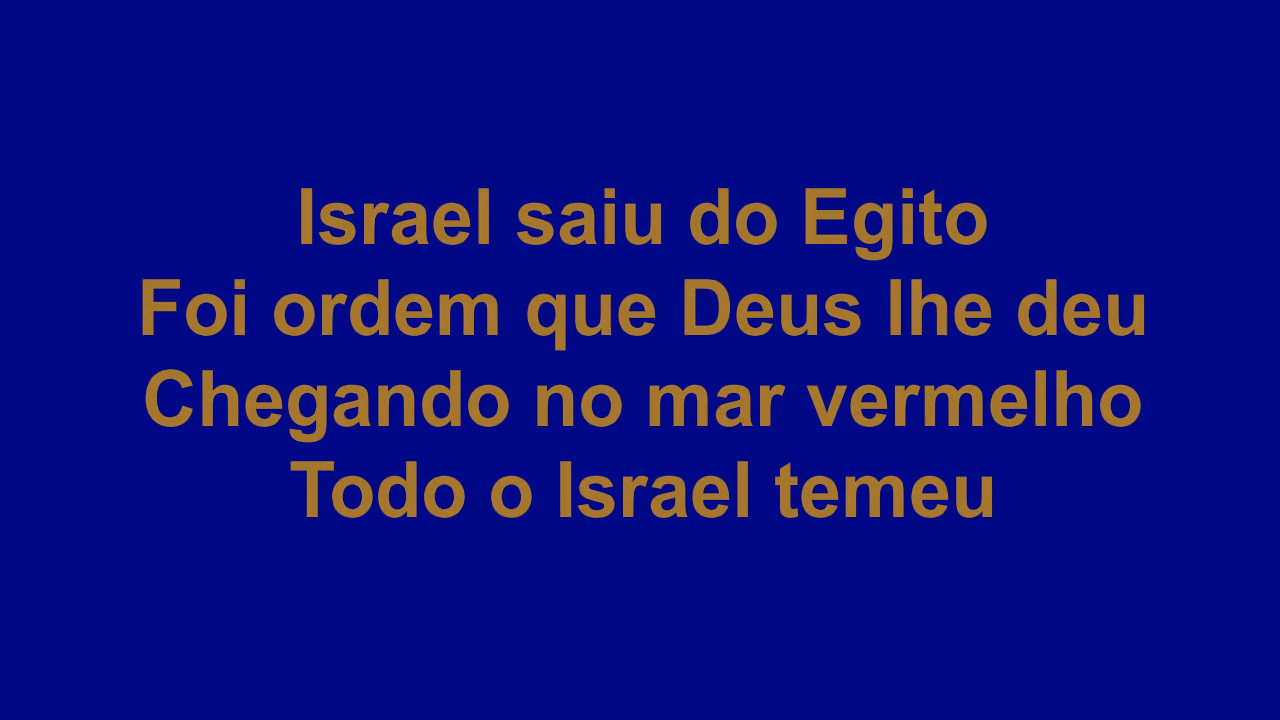 Israel saiu do Egito
Foi ordem que Deus lhe deu
Chegando no mar vermelho
Todo o Israel temeu